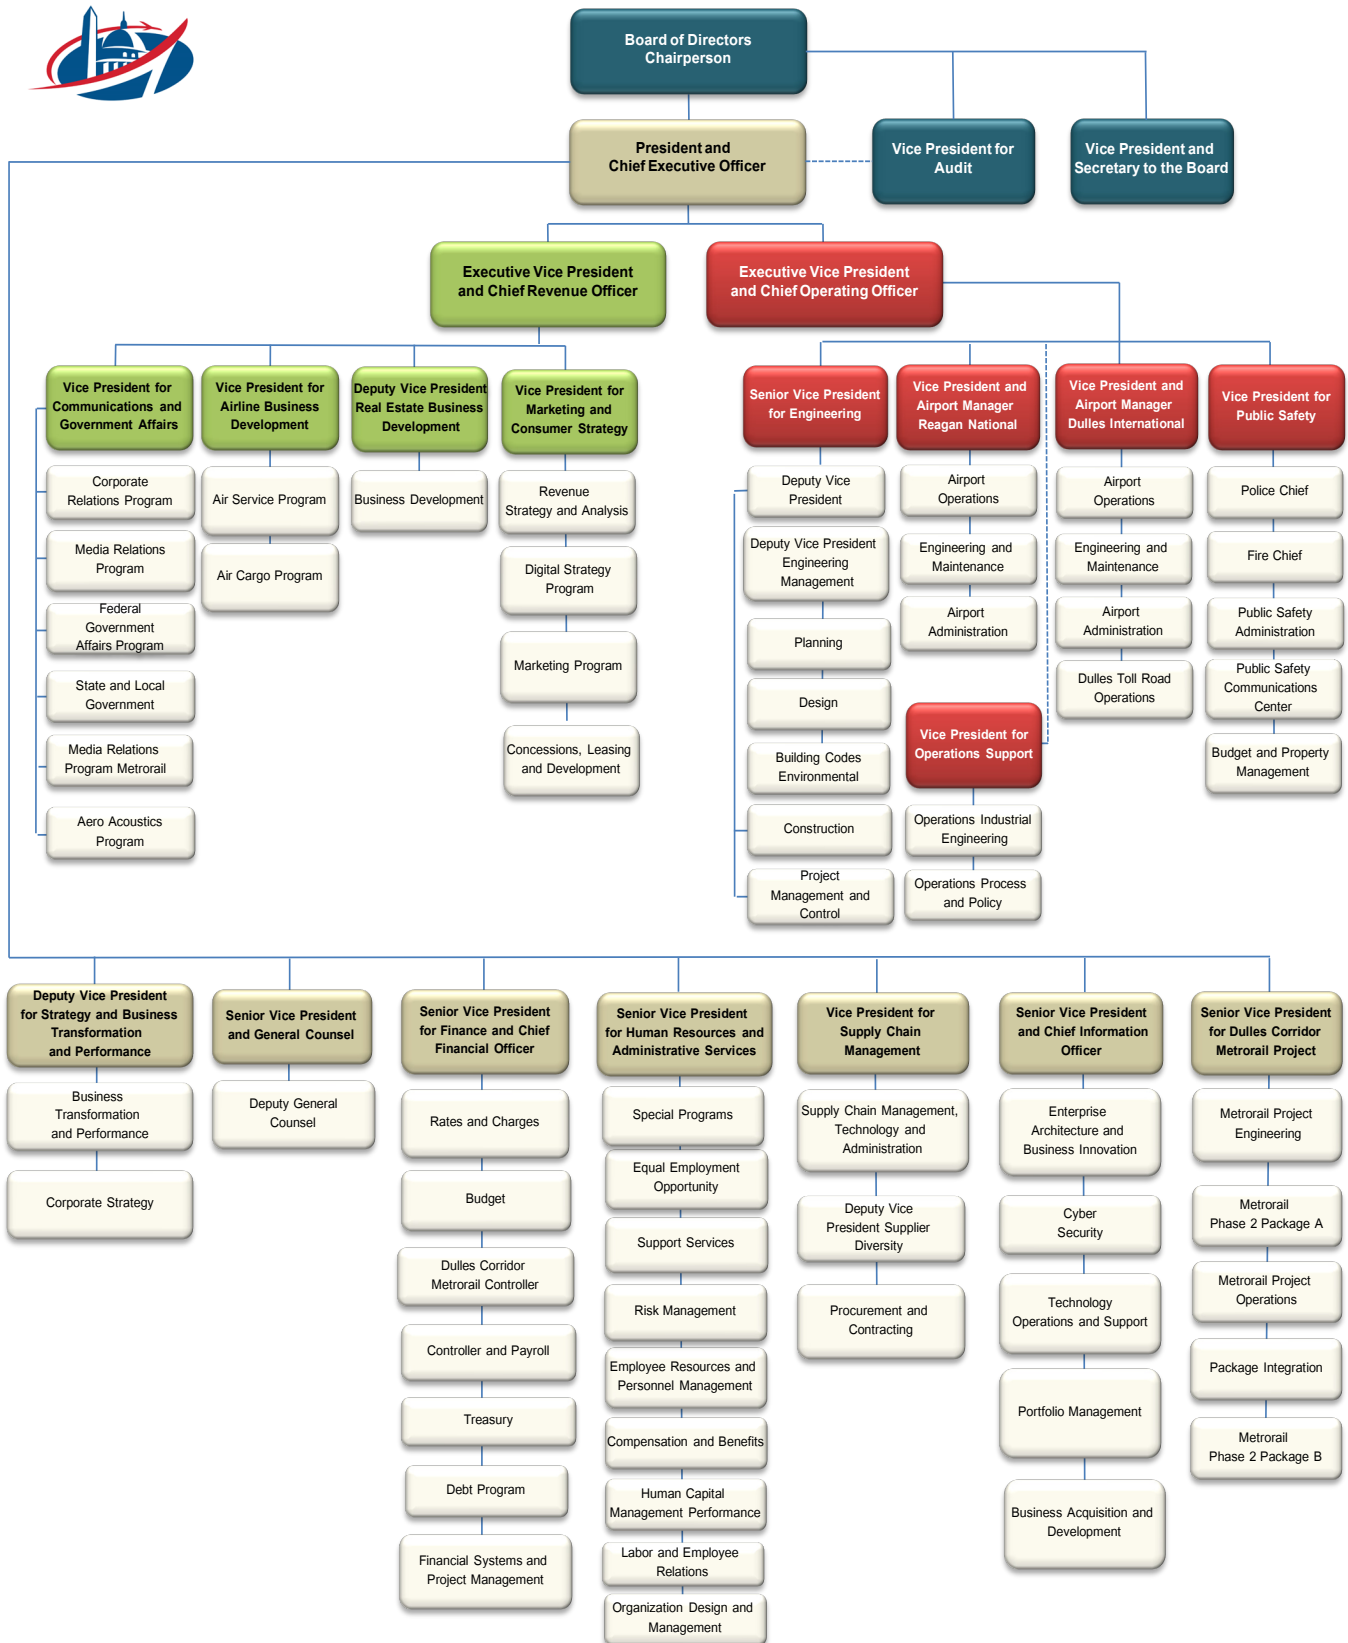 Board of Directors
Chairperson
President and
Chief Executive Officer
Vice President for
Audit
Vice President and
Secretary to the Board
Executive Vice President
and Chief Revenue Officer
Executive Vice President
and Chief Operating Officer
Vice President for
Communications and
Government Affairs
Vice President for
Airline Business
Development
Deputy Vice President
Real Estate Business
Development
Vice President for
Marketing and
Consumer Strategy
Senior Vice President
for Engineering
Vice President and
Airport Manager
Reagan National
Vice President and
Airport Manager
Dulles International
Vice President for
Public Safety
Corporate
Relations Program
Media Relations
Program
Federal
Government
Affairs Program
State and Local
Government
Media Relations
Program Metrorail
Aero Acoustics
Program
Air Service Program
Air Cargo Program
Business Development
Revenue
Strategy and Analysis
Digital Strategy
Program
Marketing Program
Concessions, Leasing
and Development
Deputy Vice
President
Deputy Vice President
Engineering
Management
Planning
Design
Building Codes
Environmental
Construction
Project
Management and
Control
Airport
Operations
Engineering and
Maintenance
Airport
Administration
Vice President for
Operations Support
Operations Industrial
Engineering
Operations Process
and Policy
Airport
Operations
Engineering and
Maintenance
Airport
Administration
Dulles Toll Road
Operations
Police Chief
Fire Chief
Public Safety
Administration
Public Safety
Communications
Center
Budget and Property
Management
Deputy Vice President
for Strategy and Business
Transformation
and Performance
Business
Transformation
and Performance
Corporate Strategy
Senior Vice President
and General Counsel
Deputy General
Counsel
Senior Vice President
for Finance and Chief
Financial Officer
Rates and Charges
Budget
Dulles Corridor
Metrorail Controller
Controller and Payroll
Treasury
Debt Program
Financial Systems and
Project Management
Senior Vice President
for Human Resources and
Administrative Services
Special Programs
Equal Employment
Opportunity
Support Services
Risk Management
Employee Resources and
Personnel Management
Compensation and Benefits
Human Capital
Management Performance
Labor and Employee
Relations
Organization Design and
Management
Vice President for
Supply Chain
Management
Supply Chain Management,
Technology and
Administration
Deputy Vice
President Supplier
Diversity
Procurement and
Contracting
Senior Vice President
and Chief Information
Officer
Enterprise
Architecture and
Business Innovation
Cyber
Security
Technology
Operations and Support
Portfolio Management
Business Acquisition and
Development
Senior Vice President
for Dulles Corridor
Metrorail Project
Metrorail Project
Engineering
Metrorail
Phase 2 Package A
Metrorail Project
Operations
Package Integration
Metrorail
Phase 2 Package B